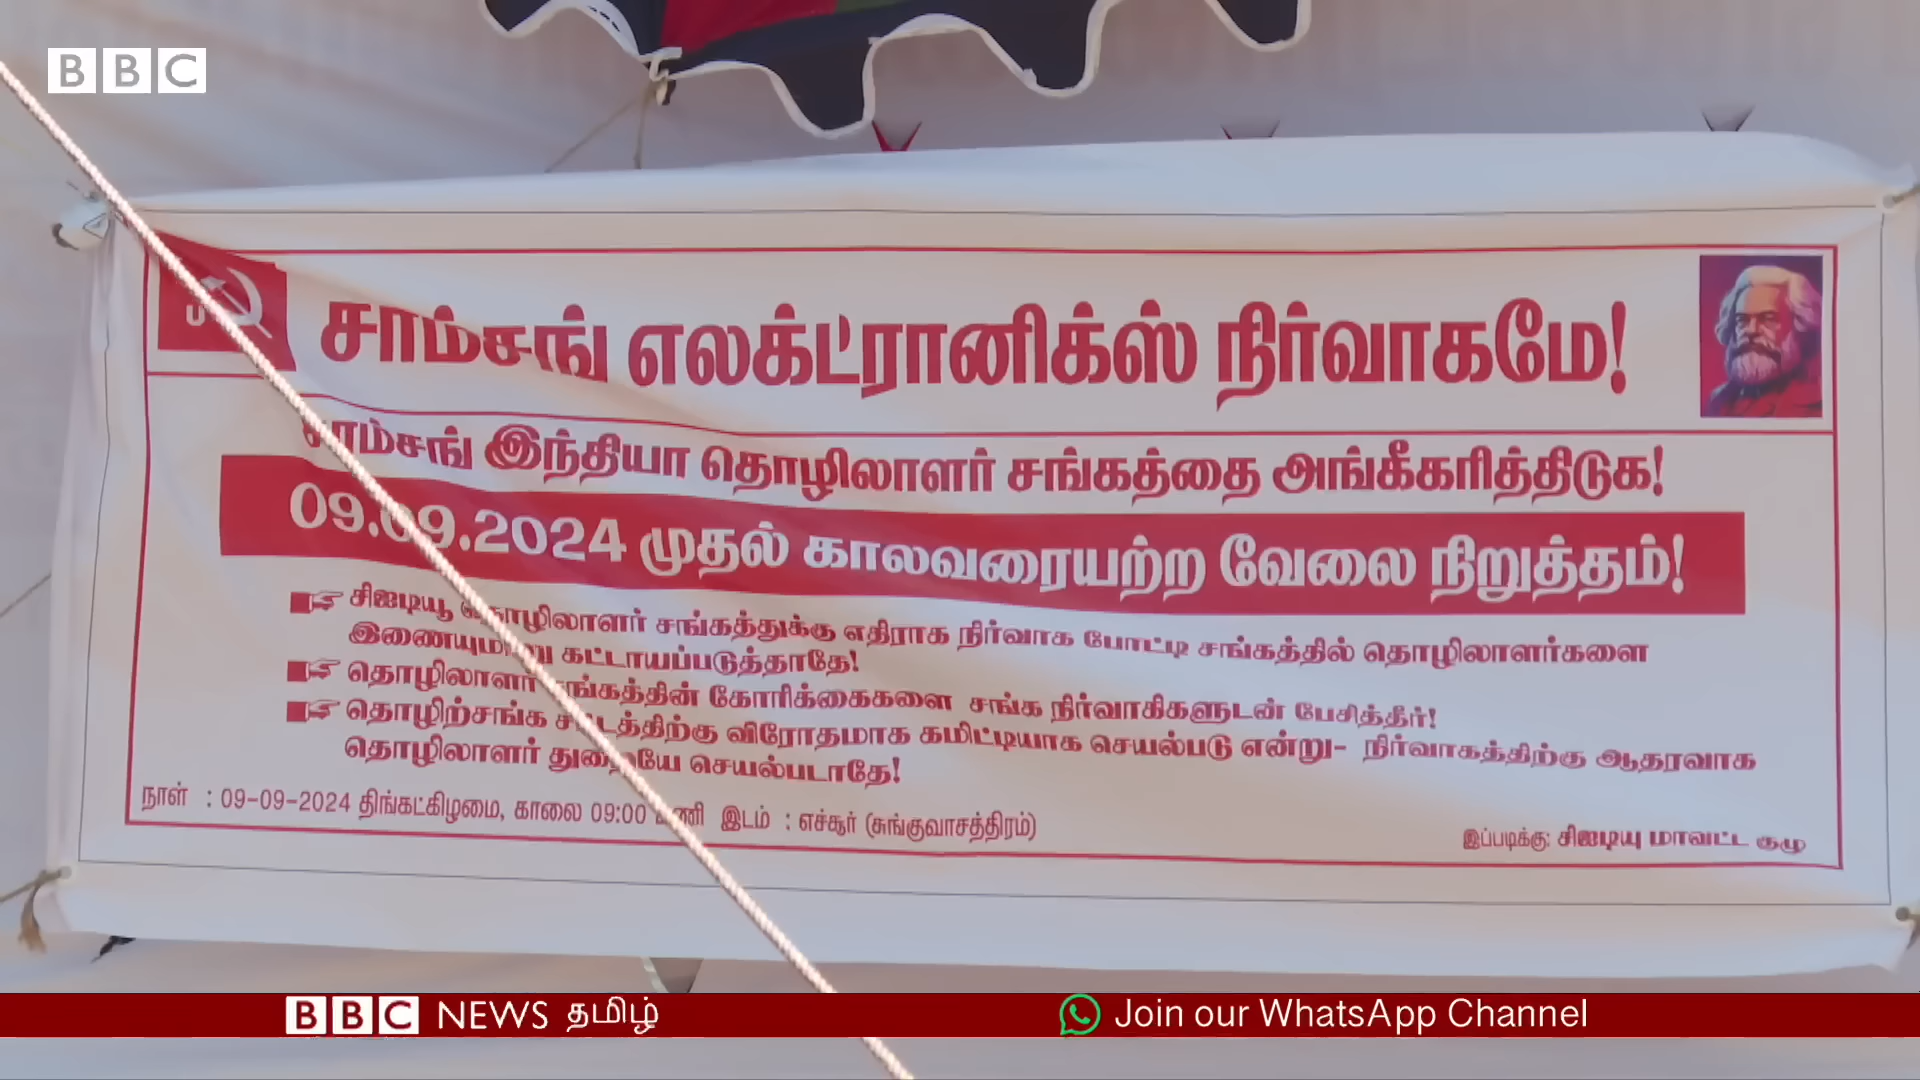 BBC
சாம்சங் எலக்ட்ரானிக்ஸ் நிர்வாகமே!
சாம்சங் இந்தியா தொழிலாளர் சங்கத்தை அங்கீகரித்திடுக!
09.09.2024 முதல் காலவரையற்ற வேலை நிறுத்தம்!
சிஐடியூ தொழிலாளர் சங்கத்துக்கு எதிராக நிர்வாக போட்டி சங்கத்தில் தொழிலாளர்களை
இணையுமாறு கட்டாயப்படுத்தாதே!
தொழிலாளர் சங்கத்தின் கோரிக்கைகளை சங்க நிர்வாகிகளுடன் பேசித்தீர்!
தொழிற்சங்க சட்டத்திற்கு விரோதமாக கமிட்டியாக செயல்படு என்று- நிர்வாகத்திற்கு ஆதரவாக
தொழிலாளர் துறையே செயல்படாதே!
நாள் : 09-09-2024 திங்கட்கிழமை, காலை 09:00 மணி இடம் : எச்சூர் (சுங்குவாசத்திரம்)
இப்படிக்கு: சிஐடியு மாவட்ட குழு
BBC NEWS தமிழ்
Join our WhatsApp Channel